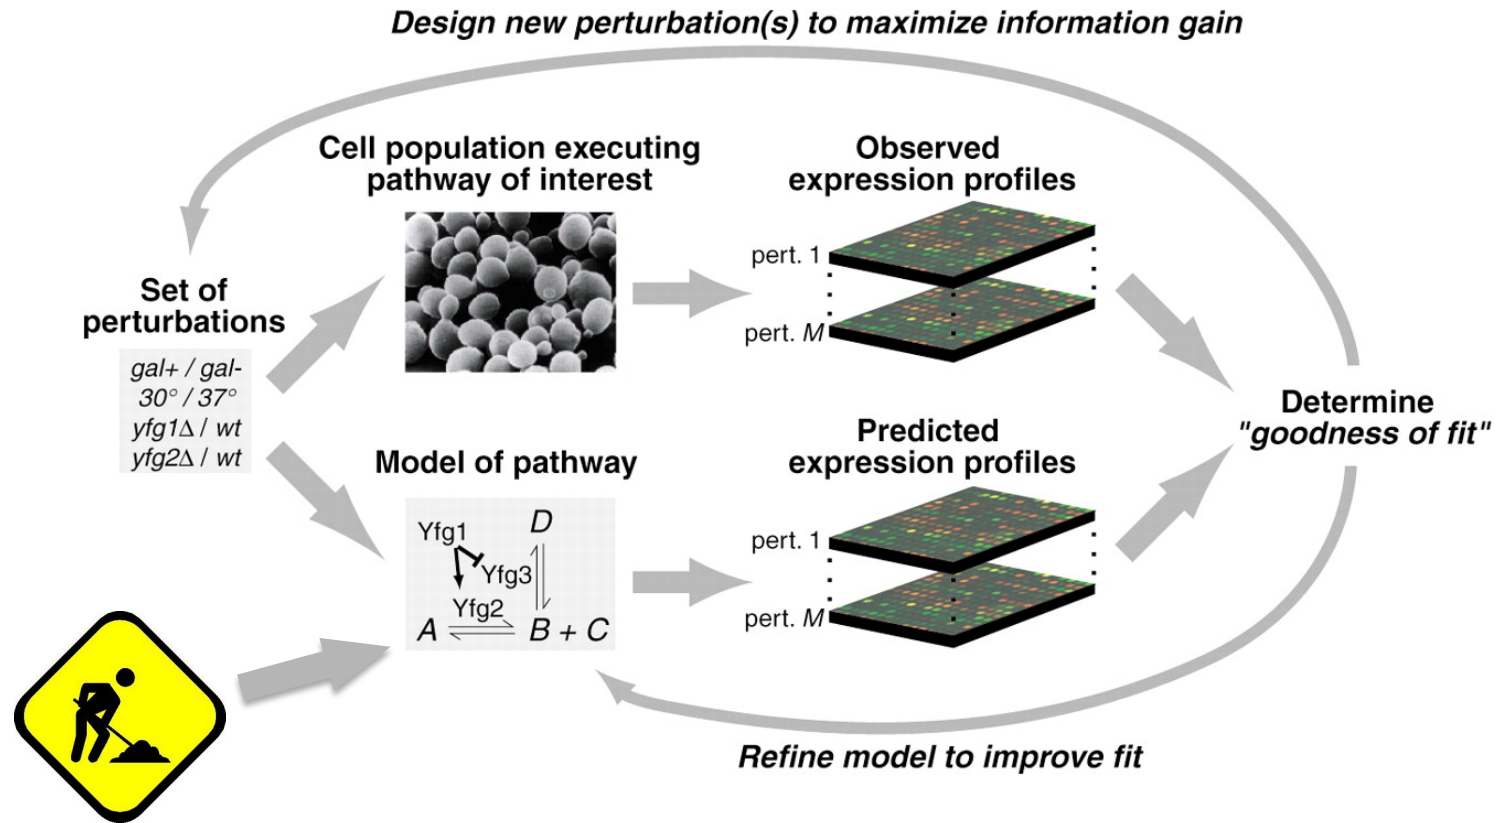 Design new perturbation(s) to maximize information gain
Cell population executing
pathway of interest
Observed
expression profiles
pert. 1
pert. M
Set of
perturbations
gal+ / gal-
30° / 37°
yfg1Δ / wt
yfg2Δ / wt
Determine
"goodness of fit"
Model of pathway
Yfg1
D
Yfg3
Yfg2
A
B + C
Predicted
expression profiles
pert. 1
pert. M
Refine model to improve fit